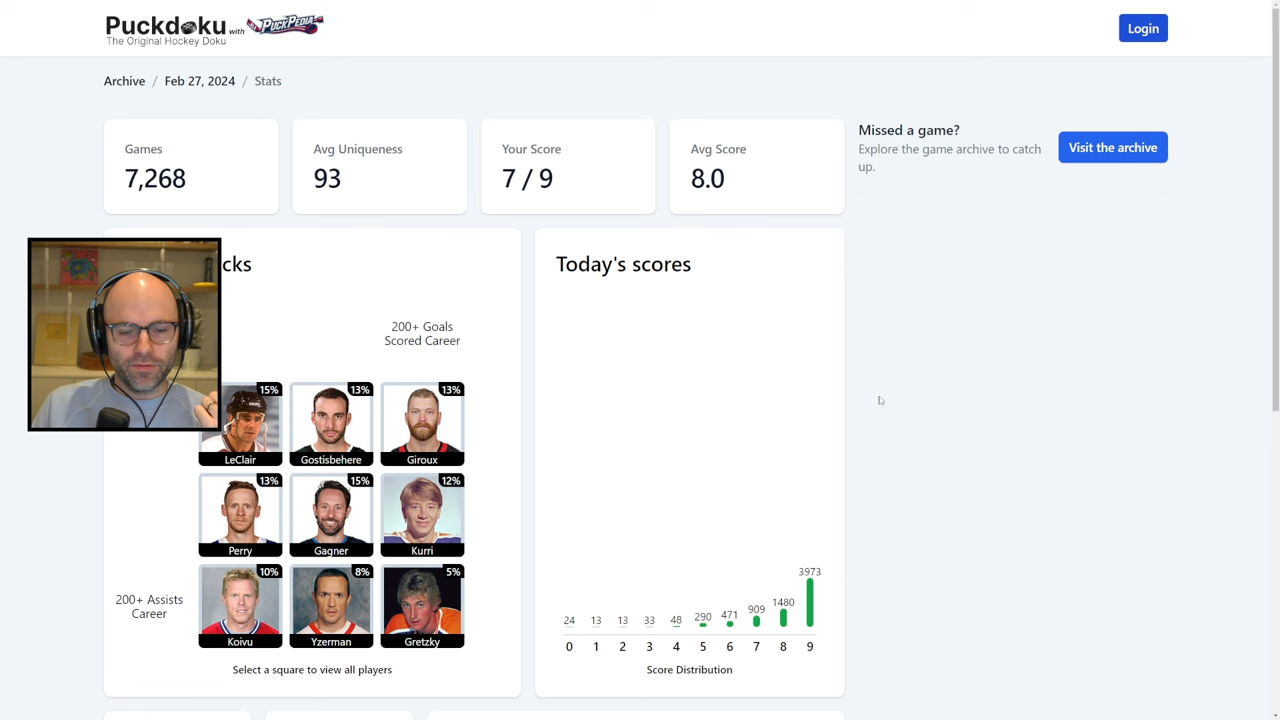 Puckdoku with PUCKPEDIA
The Original Hockey Doku
Login
Archive / Feb 27, 2024 / Stats
Games
7,268
Avg Uniqueness
93
Your Score
7 / 9
Avg Score
8.0
Missed a game?
Explore the game archive to catch
up.
Visit the archive
cks
200+ Goals
Scored Career
15% 13% 13%
LeClair Gostisbehere Giroux
13% 15% 12%
Perry Gagner Kurri
200+ Assists
Career
10% 8% 5%
Koivu Yzerman Gretzky
Select a square to view all players
Today's scores
24 13 13 33 48 290 471 909 1480 3973
0 1 2 3 4 5 6 7 8 9
Score Distribution